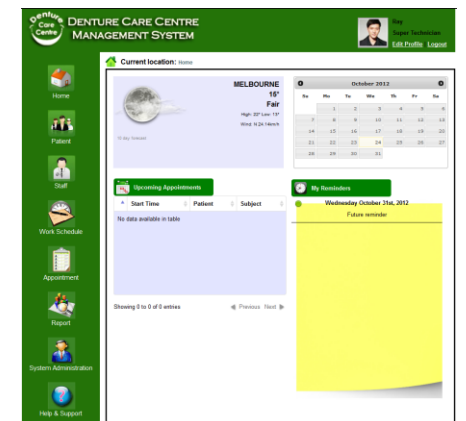 Denture Care Centre
DENTURE CARE CENTRE
MANAGEMENT SYSTEM
Ray
Super Technician
Edit Profile Logout
Current location: Home
Home
Patient
Staff
Work Schedule
Appointment
Report
System Administration
Help & Support
MELBOURNE
15°
Fair
High: 20° Low: 15°
Wind: N 24.14km/h
10 day forecast
October 2012
Su Mo Tu We Th Fr Sa
1 2 3 4 5 6
7 8 9 10 11 12 13
14 15 16 17 18 19 20
21 22 23 24 25 26 27
28 29 30 31
Upcoming Appointments
Start Time Patient Subject
No data available in table
Showing 0 to 0 of 0 entries
Previous Next
My Reminders
Wednesday October 31st, 2012
Future reminder